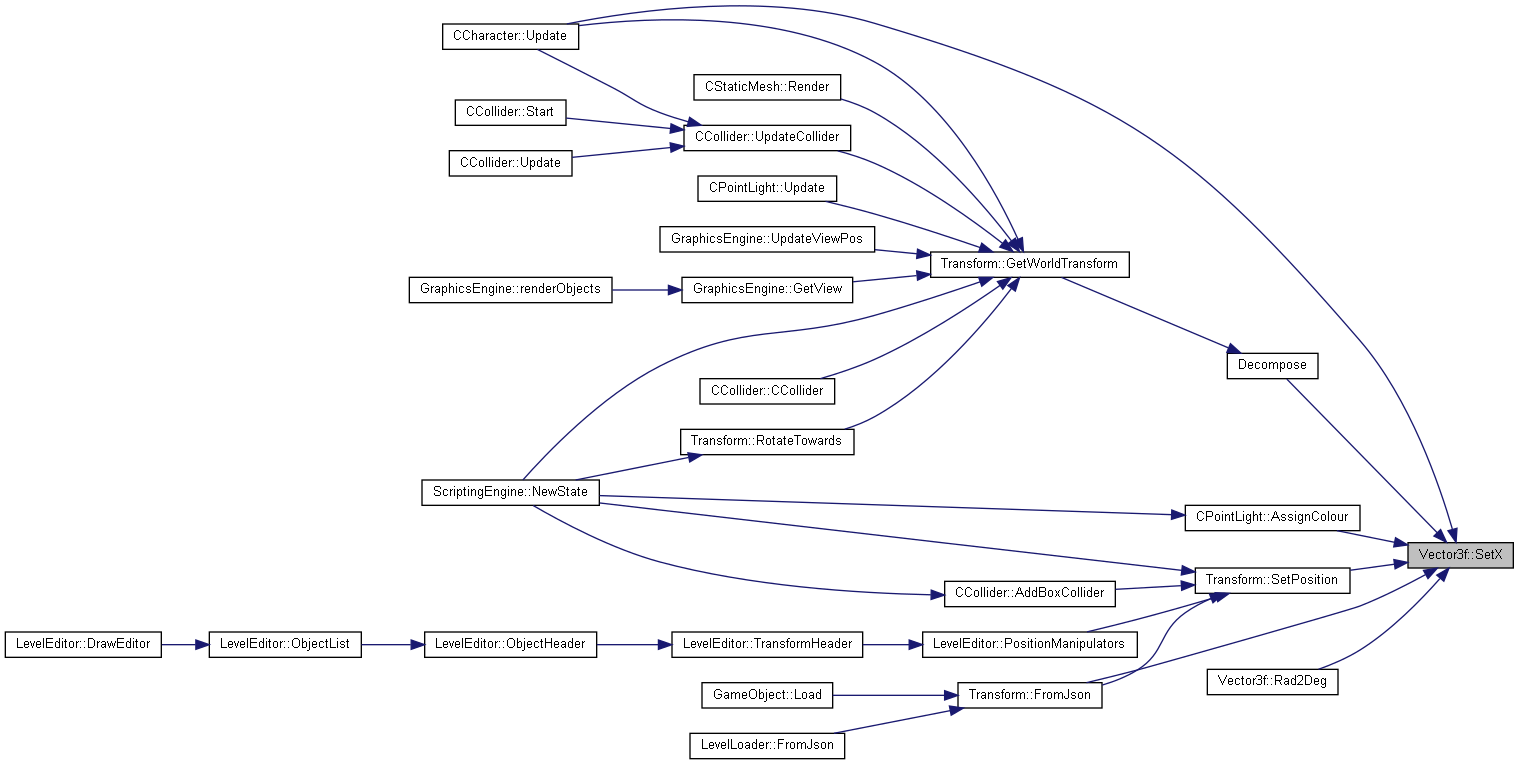 CCharacter::Update
CStaticMesh::Render
CCollider::Start
CCollider::UpdateCollider
CCollider::Update
CPointLight::Update
GraphicsEngine::UpdateViewPos
Transform::GetWorldTransform
GraphicsEngine::renderObjects
GraphicsEngine::GetView
Decompose
CCollider::CCollider
Transform::RotateTowards
ScriptingEngine::NewState
CPointLight::AssignColour
Vector3f::SetX
Transform::SetPosition
CCollider::AddBoxCollider
LevelEditor::DrawEditor
LevelEditor::ObjectList
LevelEditor::ObjectHeader
LevelEditor::TransformHeader
LevelEditor::PositionManipulators
Vector3f::Rad2Deg
GameObject::Load
Transform::FromJson
LevelLoader::FromJson